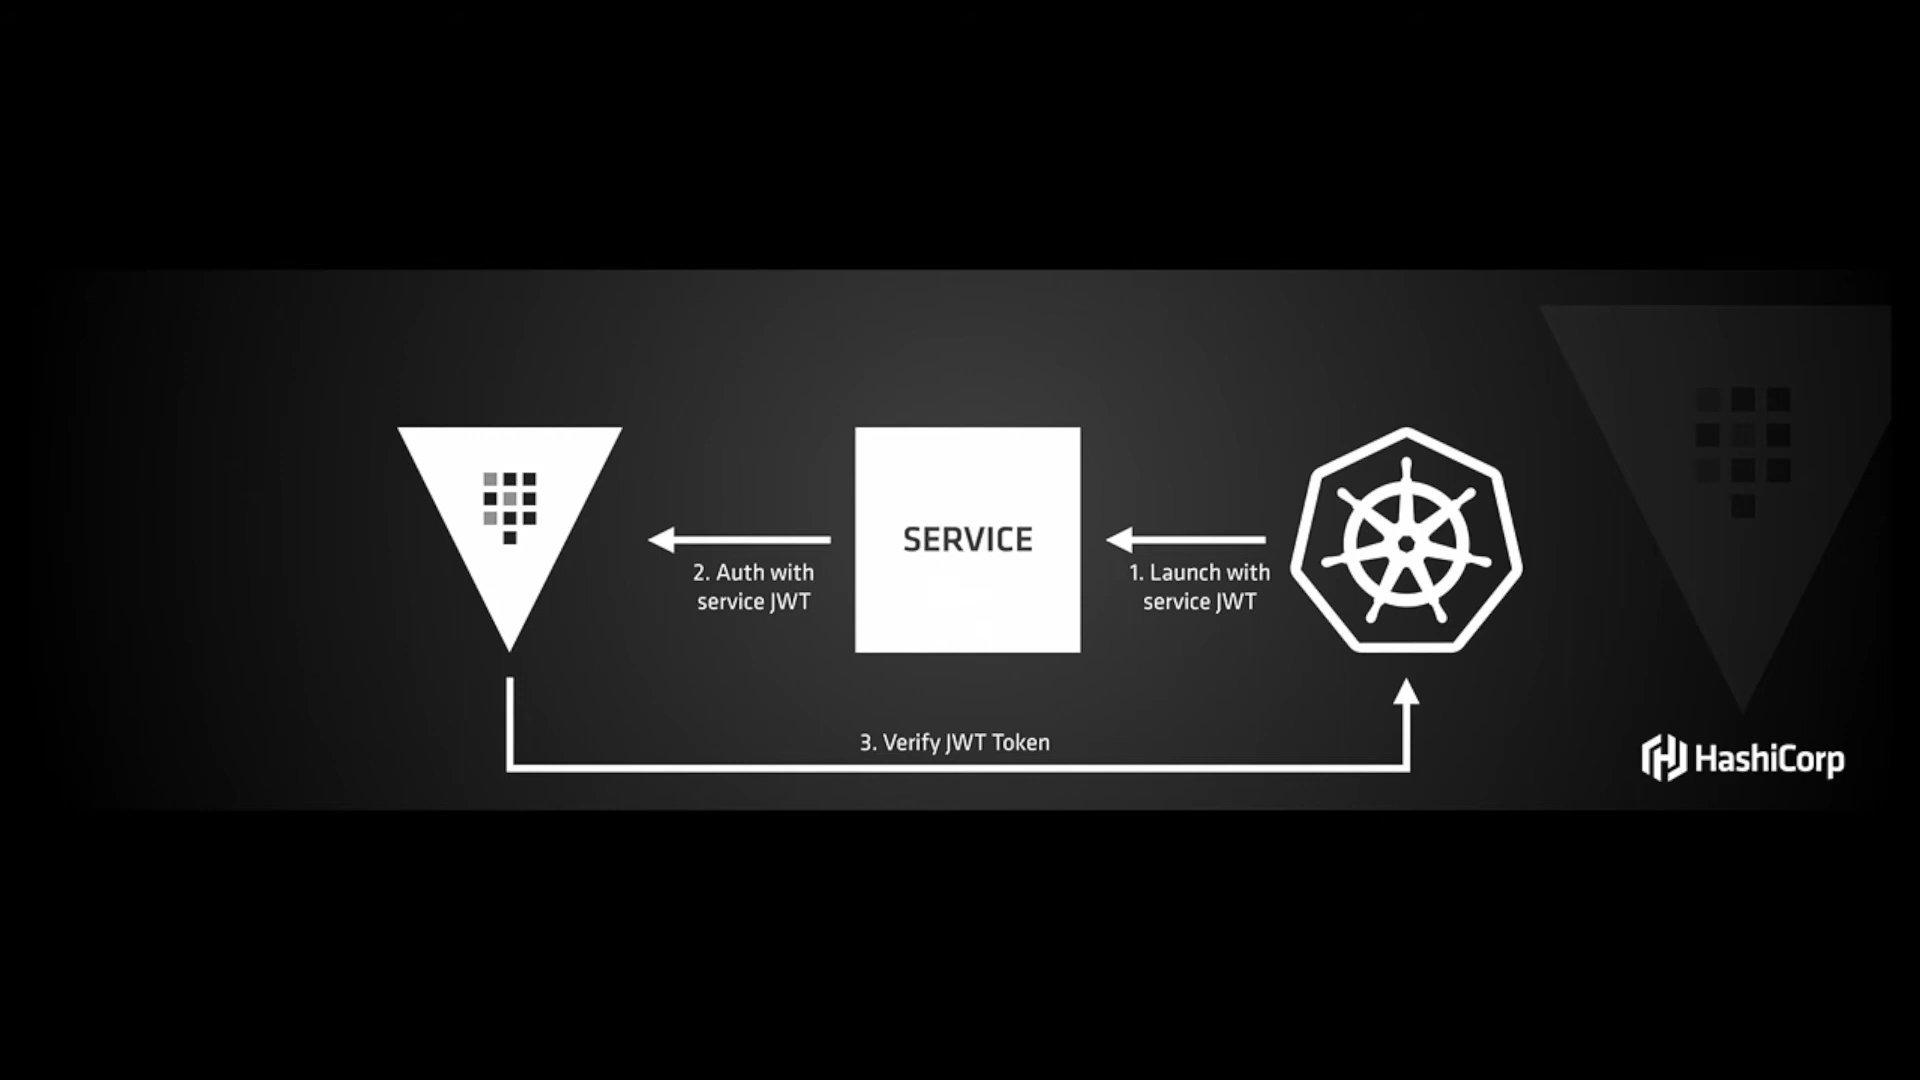 SERVICE
2. Auth with
service JWT
1. Launch with
service JWT
3. Verify JWT Token
HashiCorp